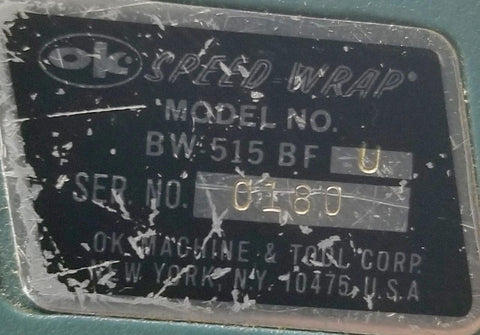 ok. SPEED WRAP
MODEL NO.
BW 515 BF U
SER. NO. 0180
OK MACHINE & TOOL CORP.
NEW YORK, N.Y. 10475, U.S.A